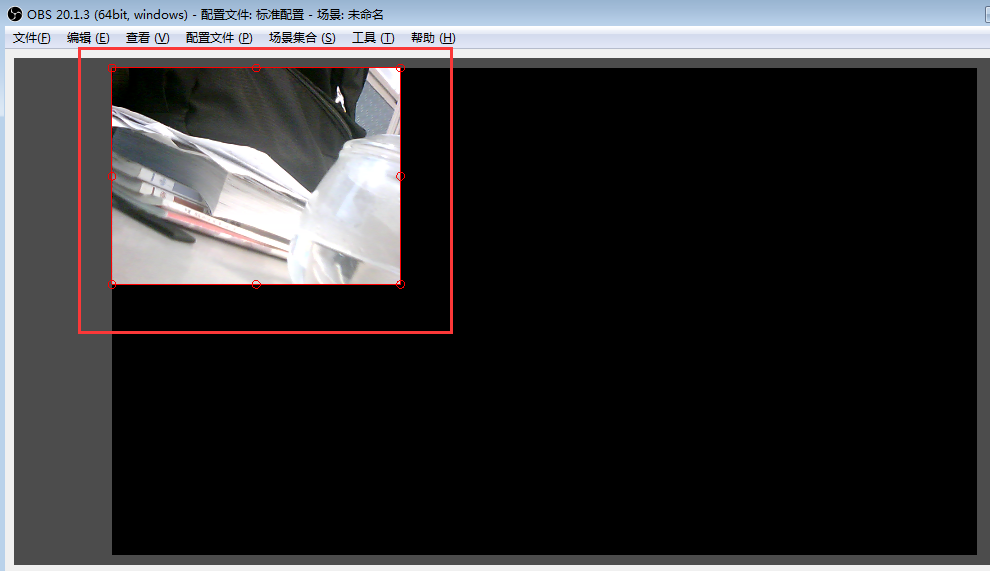 OBS 20.1.3 (64bit, windows) - 配置文件: 标准配置 - 场景: 未命名
文件(F) 编辑 (E) 查看 (V) 配置文件 (P) 场景集合 (S) 工具 (T) 帮助 (H)